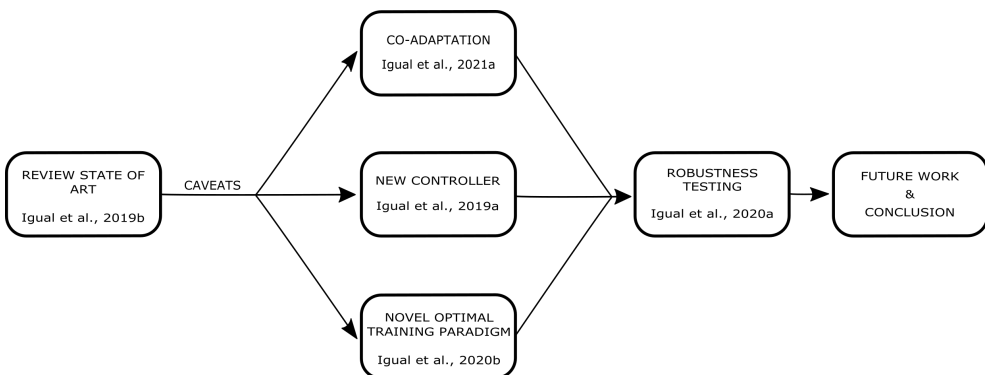 REVIEW STATE OF
ART
Igual et al., 2019b
CAVEATS
CO-ADAPTATION
Igual et al., 2021a
NEW CONTROLLER
Igual et al., 2019a
NOVEL OPTIMAL
TRAINING PARADIGM
Igual et al., 2020b
ROBUSTNESS
TESTING
Igual et al., 2020a
FUTURE WORK
&
CONCLUSION